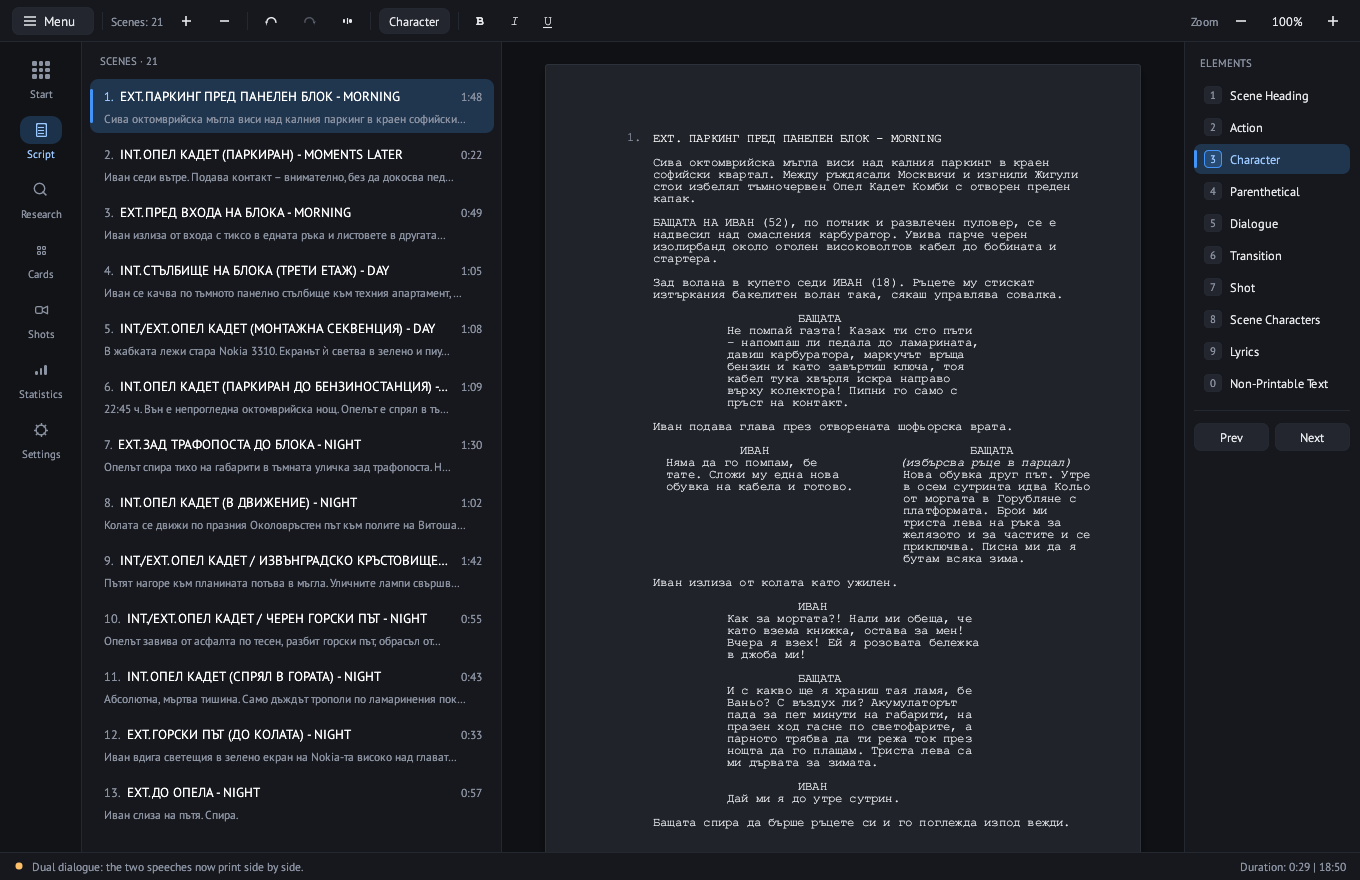 Menu
Scenes: 21
Character
B I U
Zoom
100%
Start
Script
Research
Cards
Shots
Statistics
Settings
SCENES · 21
1. EXT.ПАРКИНГ ПРЕД ПАНЕЛЕН БЛОК - MORNING 1:48
Сива октомврийска мъгла виси над калния паркинг в краен софийски...
2. INT.ОПЕЛ КАДЕТ (ПАРКИРАН) - MOMENTS LATER 0:22
Иван седи вътре. Подава контакт – внимателно, без да докосва пед...
3. EXT.ПРЕД ВХОДА НА БЛОКА - MORNING 0:49
Иван излиза от входа с тиксо в едната ръка и листовете в другата...
4. INT.СТЪЛБИЩЕ НА БЛОКА (ТРЕТИ ЕТАЖ) - DAY 1:05
Иван се качва по тъмното панелно стълбище към техния апартамент, ...
5. INT./EXT.ОПЕЛ КАДЕТ (МОНТАЖНА СЕКВЕНЦИЯ) - DAY 1:08
В жабката лежи стара Nokia 3310. Екранът ѝ светва в зелено и пиу...
6. INT.ОПЕЛ КАДЕТ (ПАРКИРАН ДО БЕНЗИНОСТАНЦИЯ) -... 1:09
22:45 ч. Вън е непрогледна октомврийска нощ. Опелът е спрял в тъ...
7. EXT.ЗАД ТРАФОПОСТА ДО БЛОКА - NIGHT 1:30
Опелът спира тихо на габарити в тъмната уличка зад трафопоста. Н...
8. INT.ОПЕЛ КАДЕТ (В ДВИЖЕНИЕ) - NIGHT 1:02
Колата се движи по празния Околовръстен път към полите на Витоша...
9. INT./EXT.ОПЕЛ КАДЕТ / ИЗВЪНГРАДСКО КРЪСТОВИЩЕ... 1:42
Пътят нагоре към планината потъва в мъгла. Уличните лампи свършв...
10. INT./EXT.ОПЕЛ КАДЕТ / ЧЕРЕН ГОРСКИ ПЪТ - NIGHT 0:55
Опелът завива от асфалта по тесен, разбит горски път, обрасъл от...
11. INT.ОПЕЛ КАДЕТ (СПРЯЛ В ГОРАТА) - NIGHT 0:43
Абсолютна, мъртва тишина. Само дъждът трополи по ламаринения пок...
12. EXT.ГОРСКИ ПЪТ (ДО КОЛАТА) - NIGHT 0:33
Иван вдига светещия в зелено екран на Nokia-та високо над глават...
13. EXT.ДО ОПЕЛА - NIGHT 0:57
Иван слиза на пътя. Спира.
1. EXT. ПАРКИНГ ПРЕД ПАНЕЛЕН БЛОК - MORNING
Сива октомврийска мъгла виси над калния паркинг в краен
софийски квартал. Между ръждясали Москвичи и изгнили Жигули
стои избелял тъмночервен Опел Кадет Комби с отворен преден
капак.
БАЩАТА НА ИВАН (52), по потник и развлечен пуловер, се е
надвесил над омасления карбуратор. Увива парче черен
изолирбанд около оголен високоволтов кабел до бобината и
стартера.
Зад волана в купето седи ИВАН (18). Ръцете му стискат
изтъркания бакелитен волан така, сякаш управлява совалка.
БАЩАТА
Не помпай газта! Казах ти сто пъти
– напомпаш ли педала до ламарината,
давиш карбуратора, маркучът връща
бензин и като завъртиш ключа, тоя
кабел тука хвърля искра направо
върху колектора! Пипни го само с
пръст на контакт.
Иван подава глава през отворената шофьорска врата.
ИВАН
Няма да го помпам, бе
тате. Сложи му една нова
обувка на кабела и готово.
БАЩАТА
(избърсва ръце в парцал)
Нова обувка друг път. Утре
в осем сутринта идва Кольо
от моргата в Горубляне с
платформата. Брои ми
триста лева на ръка за
желязото и за частите и се
приключва. Писна ми да я
бутам всяка зима.
Иван излиза от колата като ужилен.
ИВАН
Как за моргата?! Нали ми обеща, че
като взема книжка, остава за мен!
Вчера я взех! Ей я розовата бележка
в джоба ми!
БАЩАТА
И с какво ще я храниш тая ламя, бе
Ваньо? С въздух ли? Акумулаторът
пада за пет минути на габарити, на
празен ход гасне по светофарите, а
парното трябва да ти режа ток през
нощта да го плащам. Триста лева са
ми дървата за зимата.
ИВАН
Дай ми я до утре сутрин.
Бащата спира да бърше ръцете си и го поглежда изпод вежди.
ELEMENTS
1 Scene Heading
2 Action
3 Character
4 Parenthetical
5 Dialogue
6 Transition
7 Shot
8 Scene Characters
9 Lyrics
0 Non-Printable Text
Prev
Next
Dual dialogue: the two speeches now print side by side.
Duration: 0:29 | 18:50